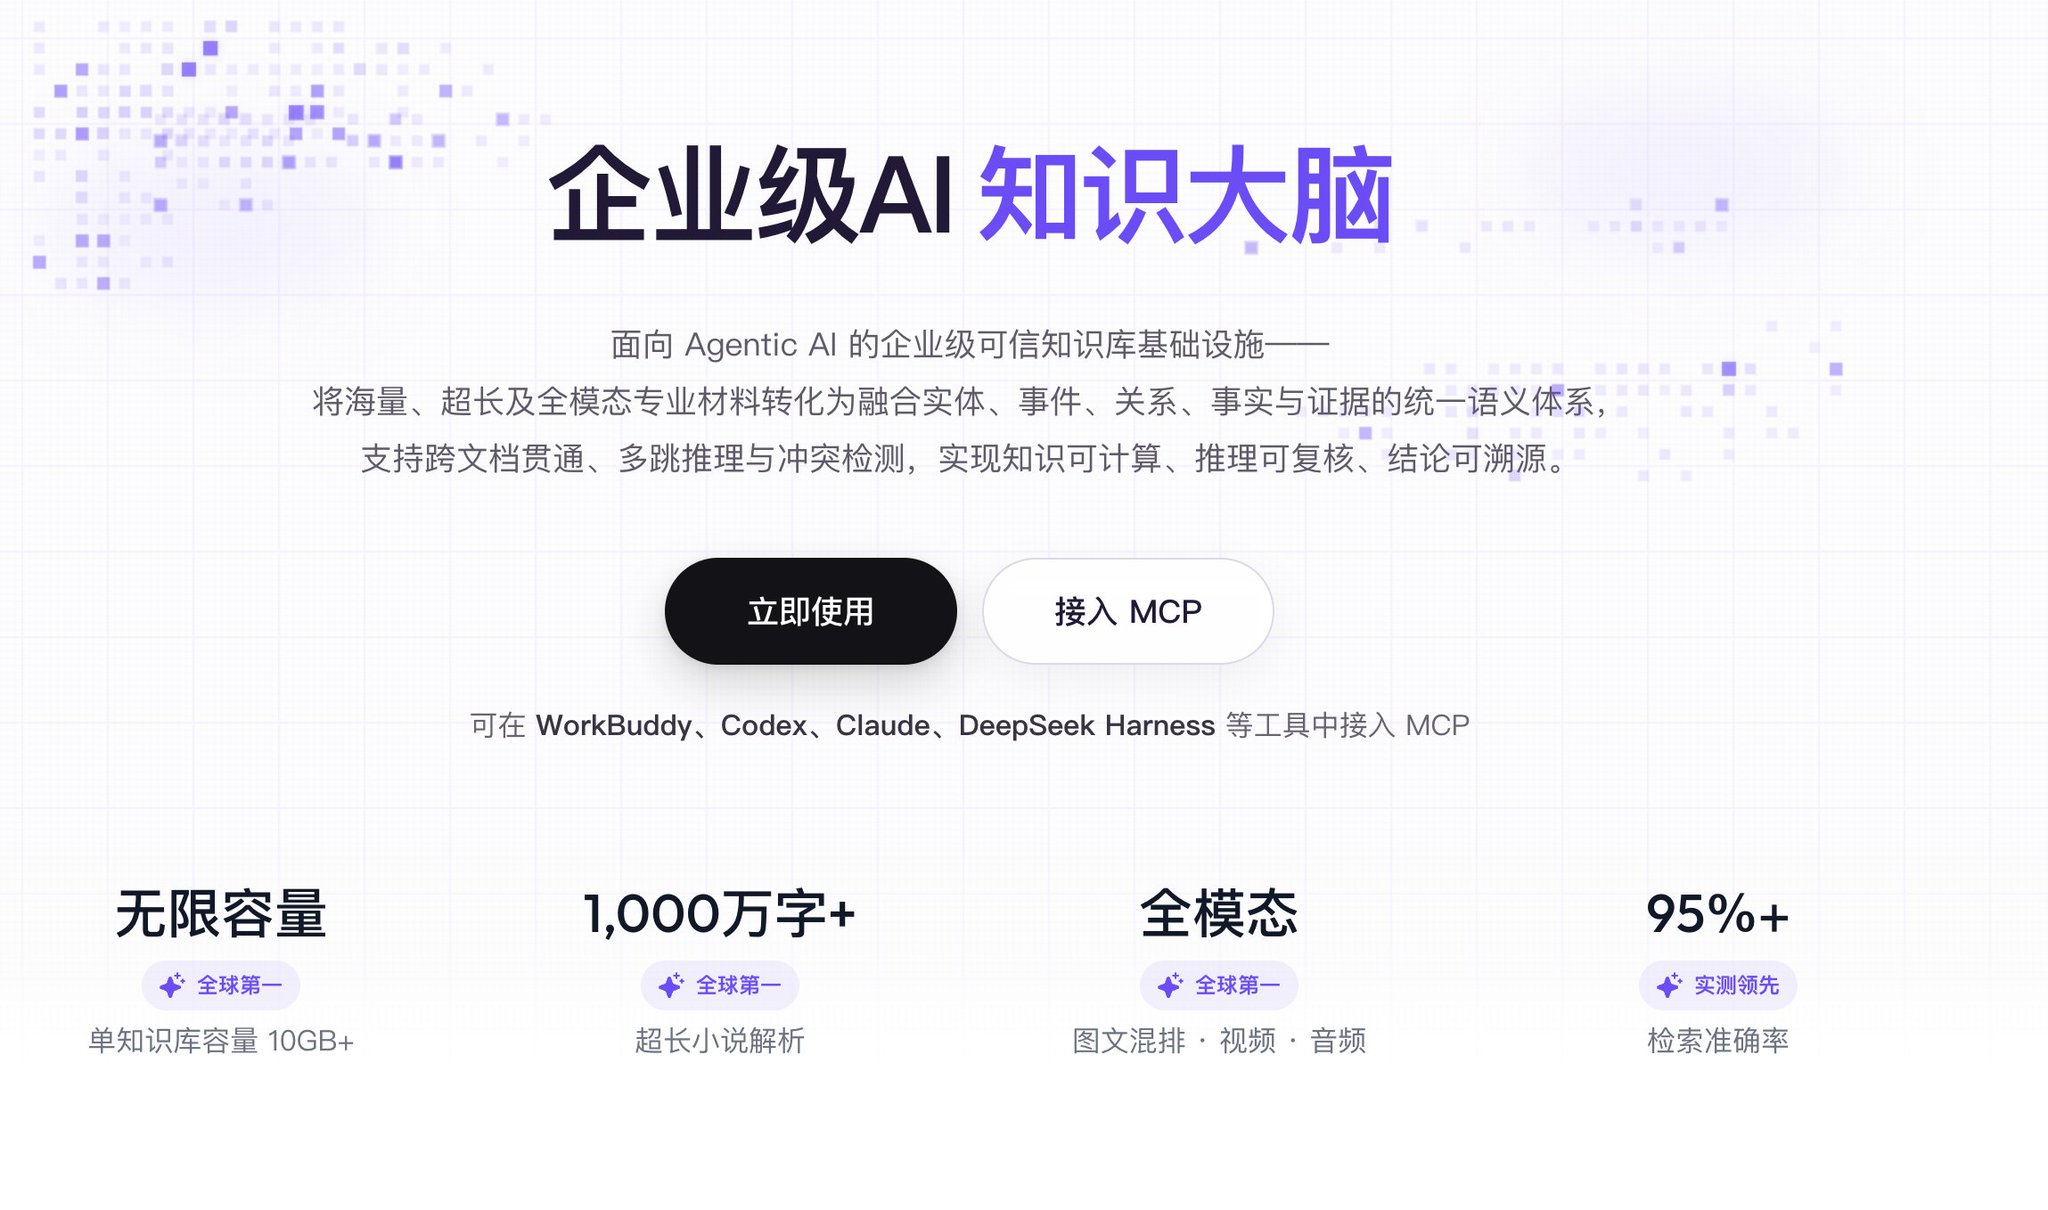 企业级AI 知识大脑
面向 Agentic AI 的企业级可信知识库基础设施——
将海量、超长及全模态专业材料转化为融合实体、事件、关系、事实与证据的统一语义体系，
支持跨文档贯通、多跳推理与冲突检测，实现知识可计算、推理可复核、结论可溯源。
立即使用
接入 MCP
可在 WorkBuddy、Codex、Claude、DeepSeek Harness 等工具中接入 MCP
无限容量
全球第一
单知识库容量 10GB+
1,000万字+
全球第一
超长小说解析
全模态
全球第一
图文混排 · 视频 · 音频
95%+
实测领先
检索准确率